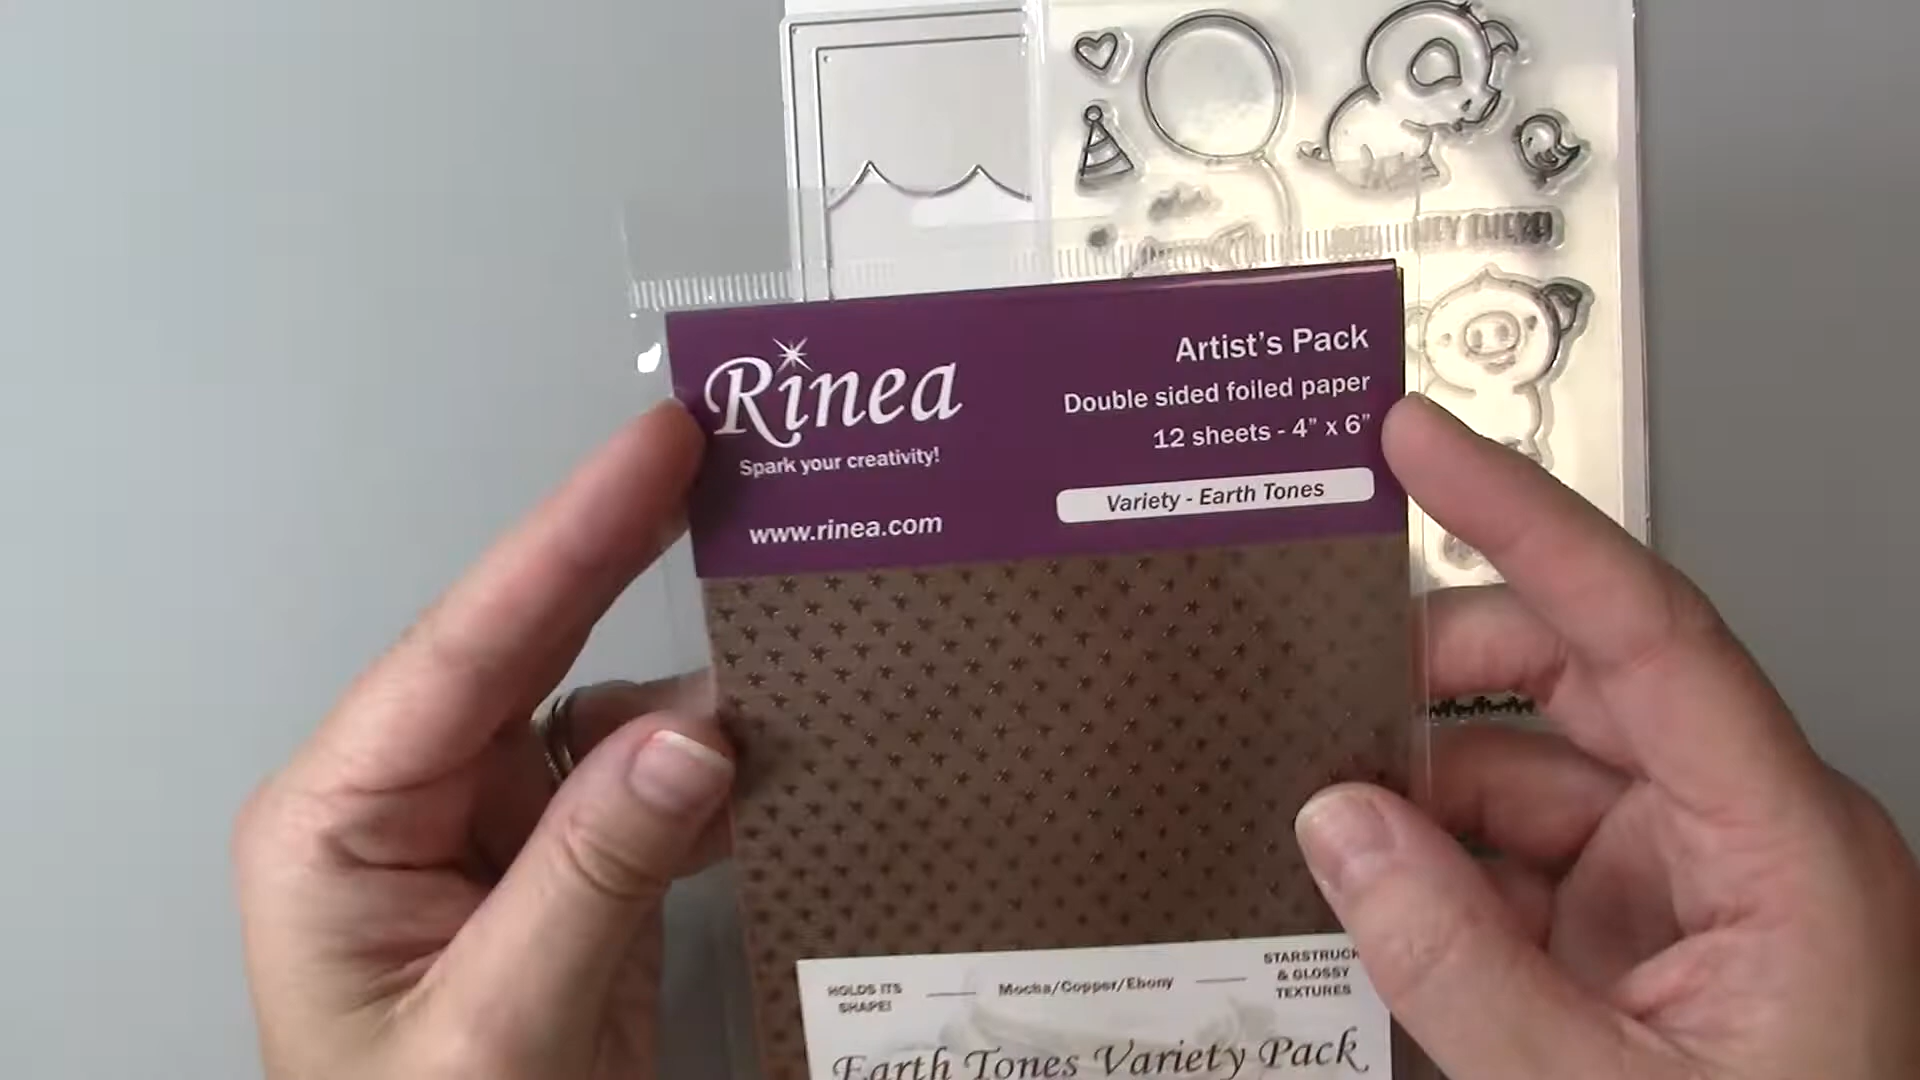 Rinea
Spark your creativity!
www.rinea.com
Artist's Pack
Double sided foiled paper
12 sheets - 4" x 6"
Variety - Earth Tones
HOLDS ITS
SHAPE!
Mocha/Copper/Ebony
STARSTRUCK
& GLOSSY
TEXTURES
Earth Tones Variety Pack